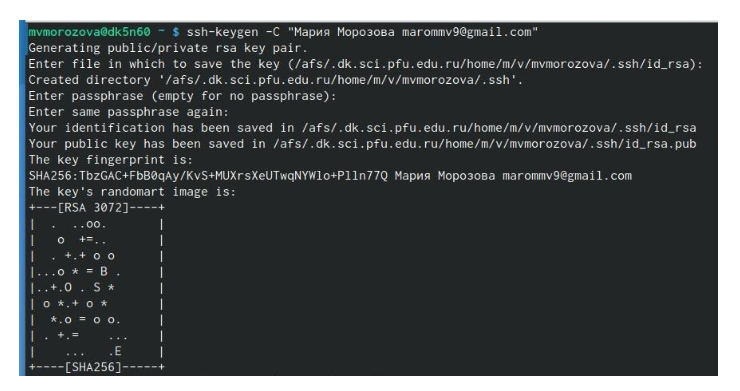 mvmorozova@dk5n60 ~ $ ssh-keygen -C "Мария Морозова marommv9@gmail.com"
Generating public/private rsa key pair.
Enter file in which to save the key (/afs/.dk.sci.pfu.edu.ru/home/m/v/mvmorozova/.ssh/id_rsa):
Created directory '/afs/.dk.sci.pfu.edu.ru/home/m/v/mvmorozova/.ssh'.
Enter passphrase (empty for no passphrase):
Enter same passphrase again:
Your identification has been saved in /afs/.dk.sci.pfu.edu.ru/home/m/v/mvmorozova/.ssh/id_rsa
Your public key has been saved in /afs/.dk.sci.pfu.edu.ru/home/m/v/mvmorozova/.ssh/id_rsa.pub
The key fingerprint is:
SHA256:TbzGAC+FbB0qAy/KvS+MUXrsXeUTwqNYWlo+Plln77Q Мария Морозова marommv9@gmail.com
The key's randomart image is:
+---[RSA 3072]----+
|  .  ..oo.       |
|   o  +=..       |
|  . +.+ o o      |
|...o * = B .     |
|..+.O . S *      |
| o *.+ o *       |
|  *.o = o o.     |
| . +.=    ...    |
|    ...   .E     |
+----[SHA256]-----+